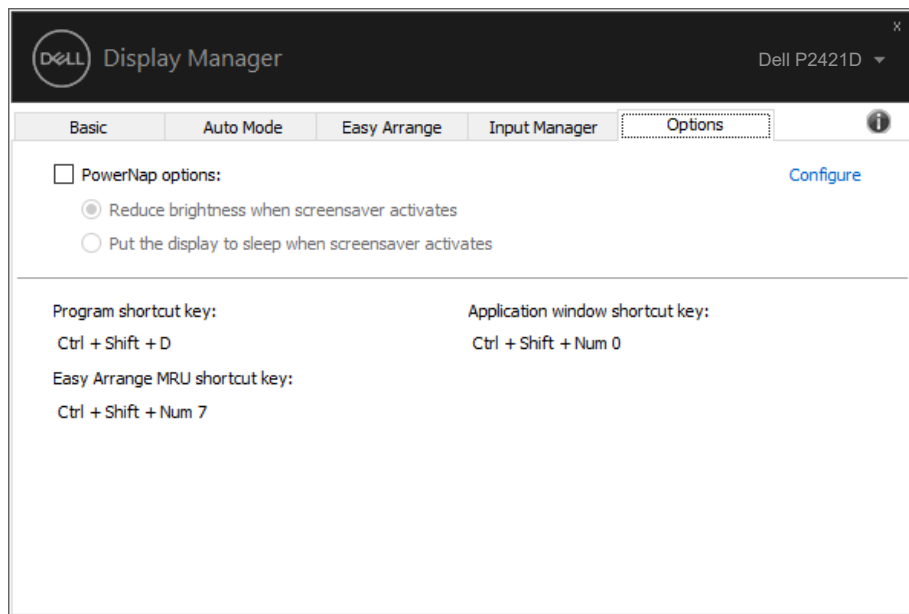 x
DELL Display Manager
Dell P2421D
Basic Auto Mode Easy Arrange Input Manager Options i
PowerNap options: Configure
Reduce brightness when screensaver activates
Put the display to sleep when screensaver activates
Program shortcut key: Application window shortcut key:
Ctrl + Shift + D Ctrl + Shift + Num 0
Easy Arrange MRU shortcut key:
Ctrl + Shift + Num 7